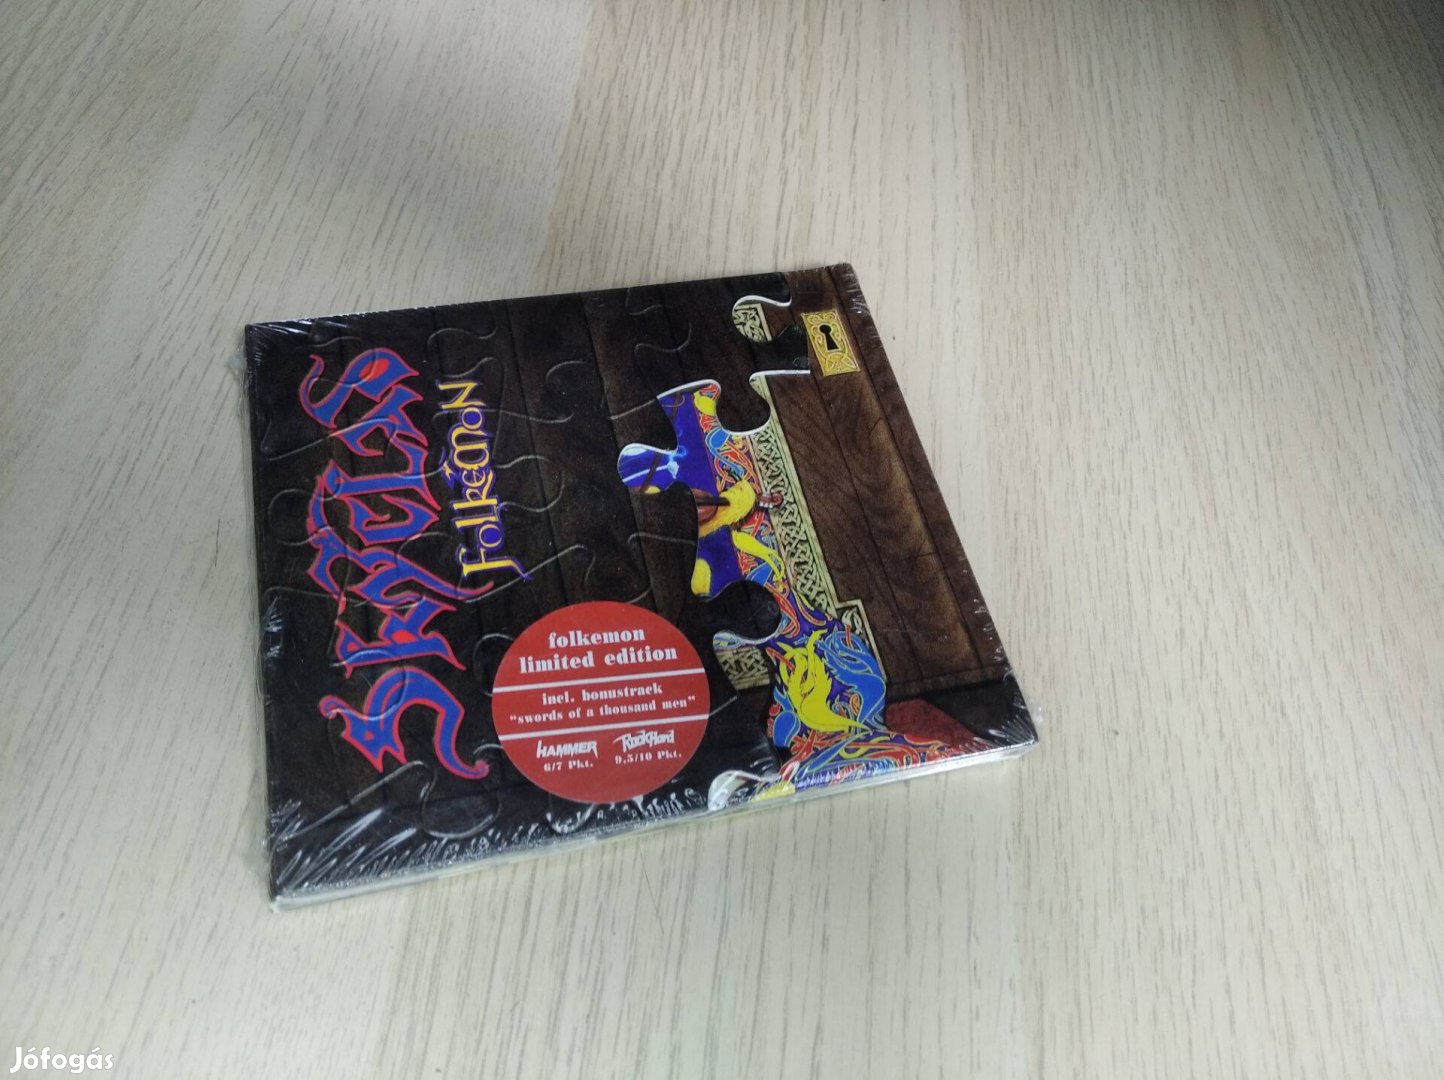 SKYCLAD
folkémon
folkemon
limited edition
incl. bonustrack
"swords of a thousand men"
HAMMER RockHard
6/7 Pkt. 9,5/10 Pkt.
Jófogás